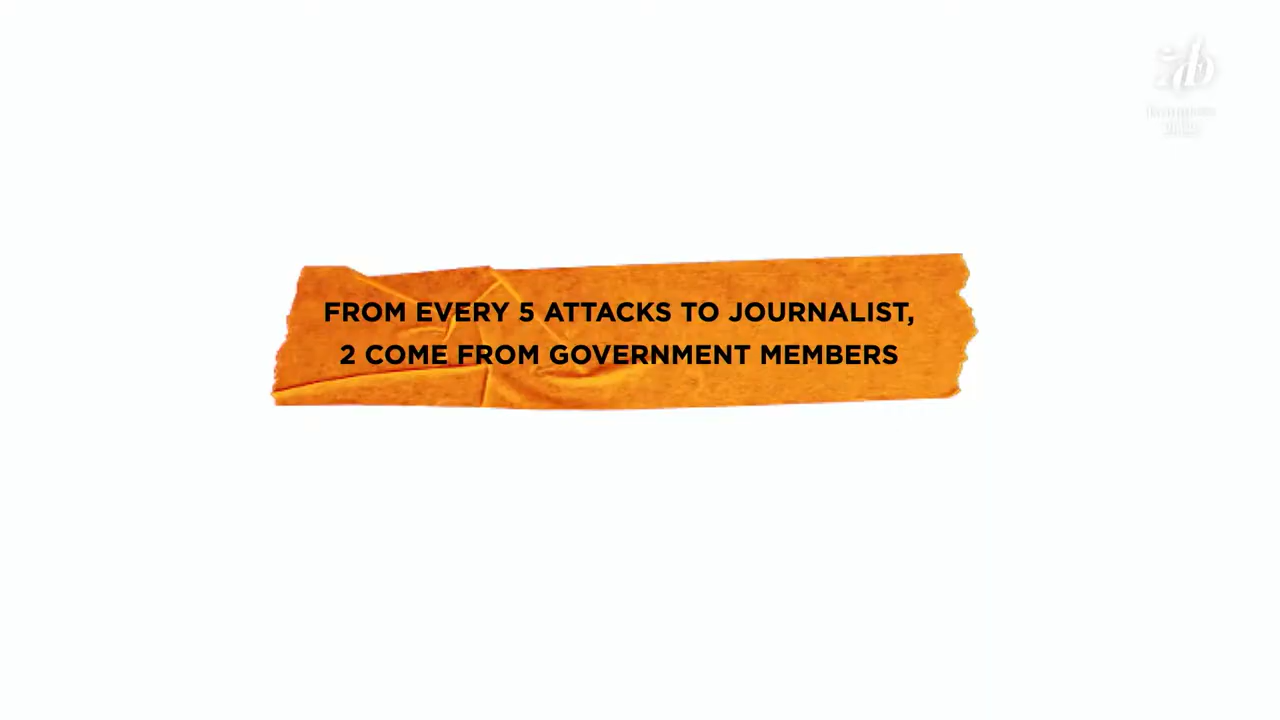 FROM EVERY 5 ATTACKS TO JOURNALIST,
2 COME FROM GOVERNMENT MEMBERS